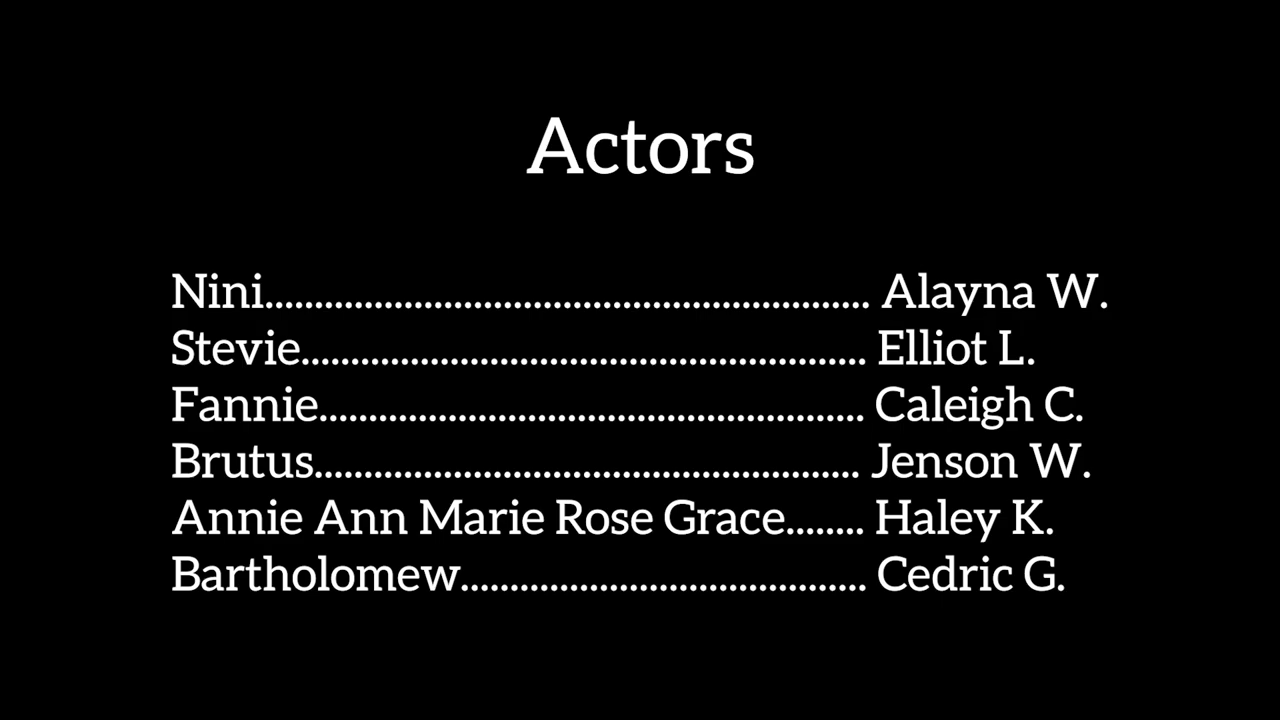 Actors
Nini............................................................ Alayna W.
Stevie........................................................ Elliot L.
Fannie...................................................... Caleigh C.
Brutus...................................................... Jenson W.
Annie Ann Marie Rose Grace........ Haley K.
Bartholomew........................................ Cedric G.